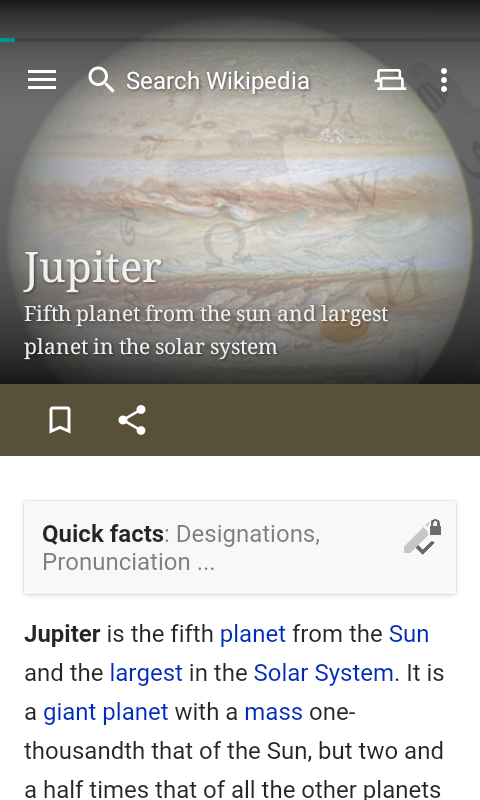 Search Wikipedia
Jupiter
Fifth planet from the sun and largest
planet in the solar system
Quick facts: Designations,
Pronunciation ...
Jupiter is the fifth planet from the Sun
and the largest in the Solar System. It is
a giant planet with a mass one-
thousandth that of the Sun, but two and
a half times that of all the other planets